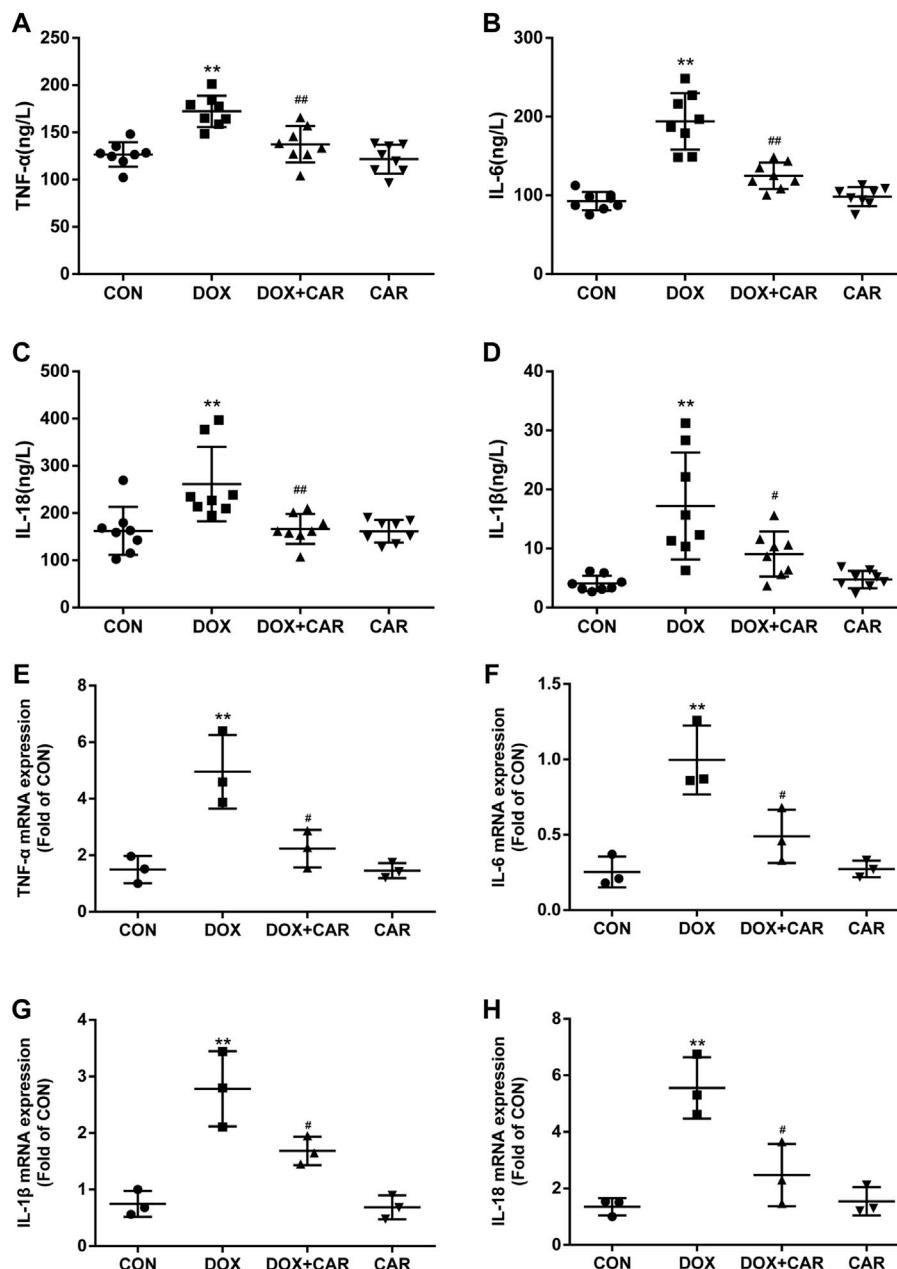 A
TNF-α(ng/L)
250
200
150
100
50
0
**
##
CON DOX DOX+CAR CAR
B
IL-6(ng/L)
300
200
100
0
**
##
CON DOX DOX+CAR CAR
C
IL-18(ng/L)
500
400
300
200
100
0
**
##
CON DOX DOX+CAR CAR
D
IL-1β(ng/L)
40
30
20
10
0
**
#
CON DOX DOX+CAR CAR
E
TNF-α mRNA expression
(Fold of CON)
8
6
4
2
0
**
#
CON DOX DOX+CAR CAR
F
IL-6 mRNA expression
(Fold of CON)
1.5
1.0
0.5
0.0
**
#
CON DOX DOX+CAR CAR
G
IL-1β mRNA expression
(Fold of CON)
4
3
2
1
0
**
#
CON DOX DOX+CAR CAR
H
IL-18 mRNA expression
(Fold of CON)
8
6
4
2
0
**
#
CON DOX DOX+CAR CAR